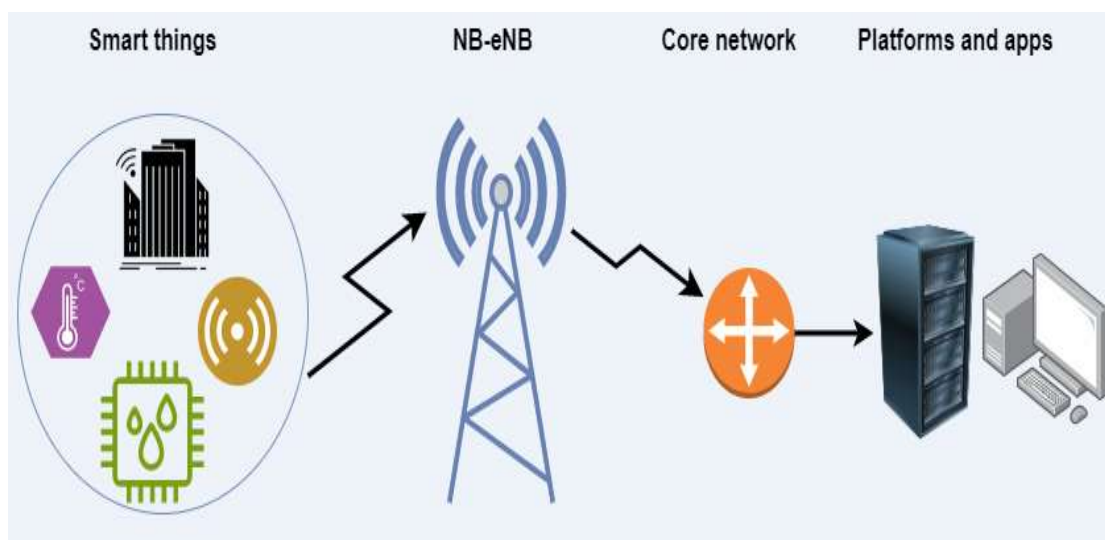 Smart things
NB-eNB
Core network
Platforms and apps
°C